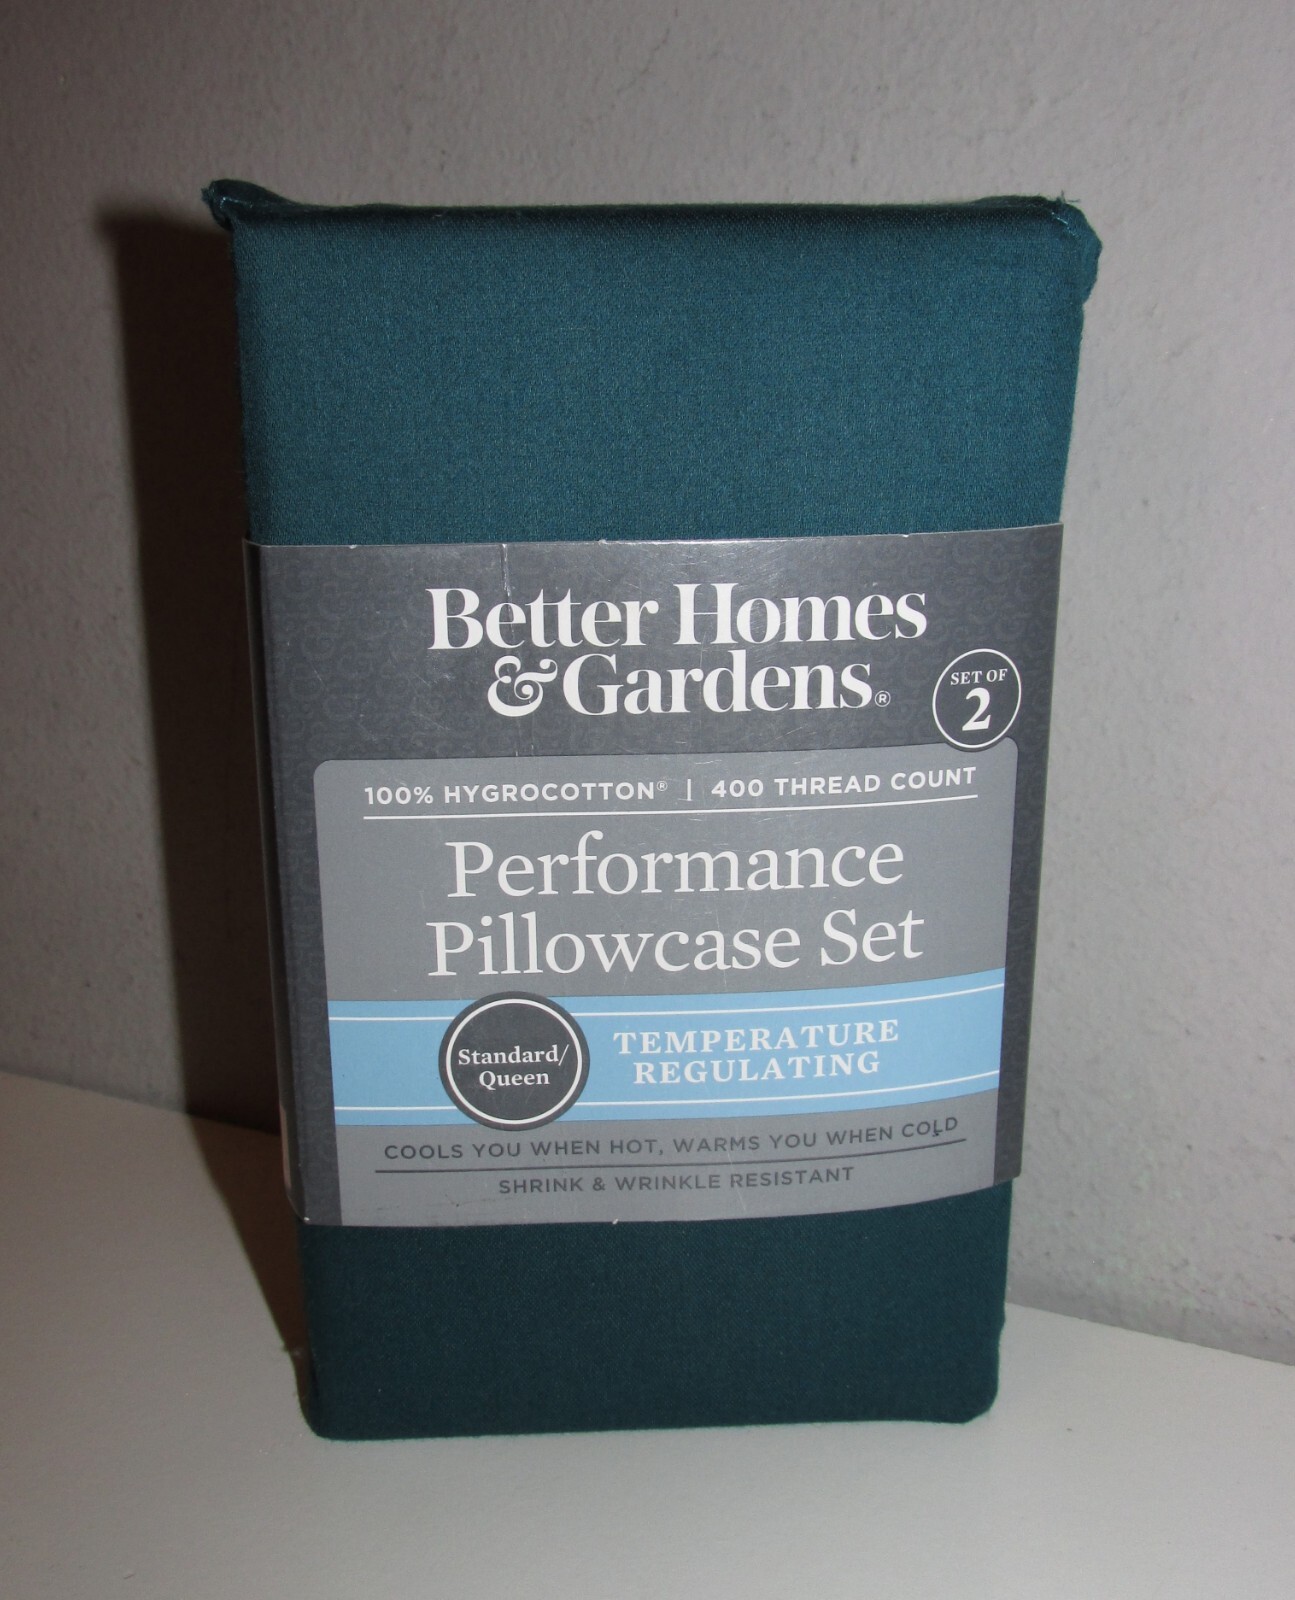 Better Homes
&Gardens®
SET OF
2
100% HYGROCOTTON® | 400 THREAD COUNT
Performance
Pillowcase Set
Standard/
Queen
TEMPERATURE
REGULATING
COOLS YOU WHEN HOT, WARMS YOU WHEN COLD
SHRINK & WRINKLE RESISTANT